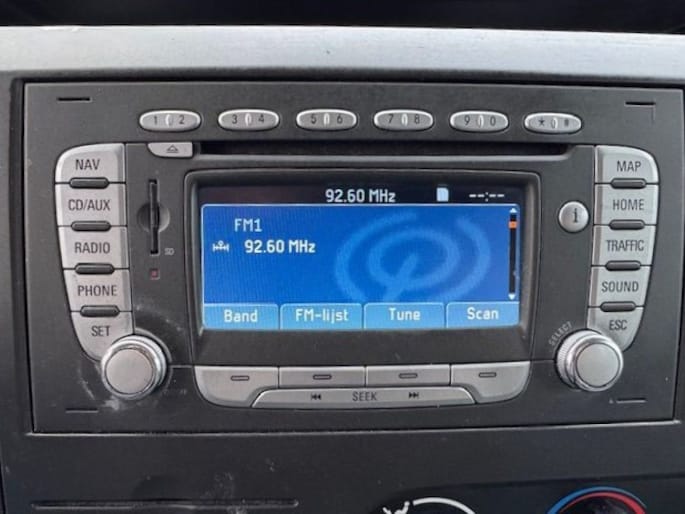 1 2 3 4 5 6 7 8 9 0 * #
NAV
CD/AUX
RADIO
PHONE
SET
SD
92.60 MHz --:--
FM1
92.60 MHz
Band FM-lijst Tune Scan
MAP
HOME
i
TRAFFIC
SOUND
ESC
SELECT
SEEK